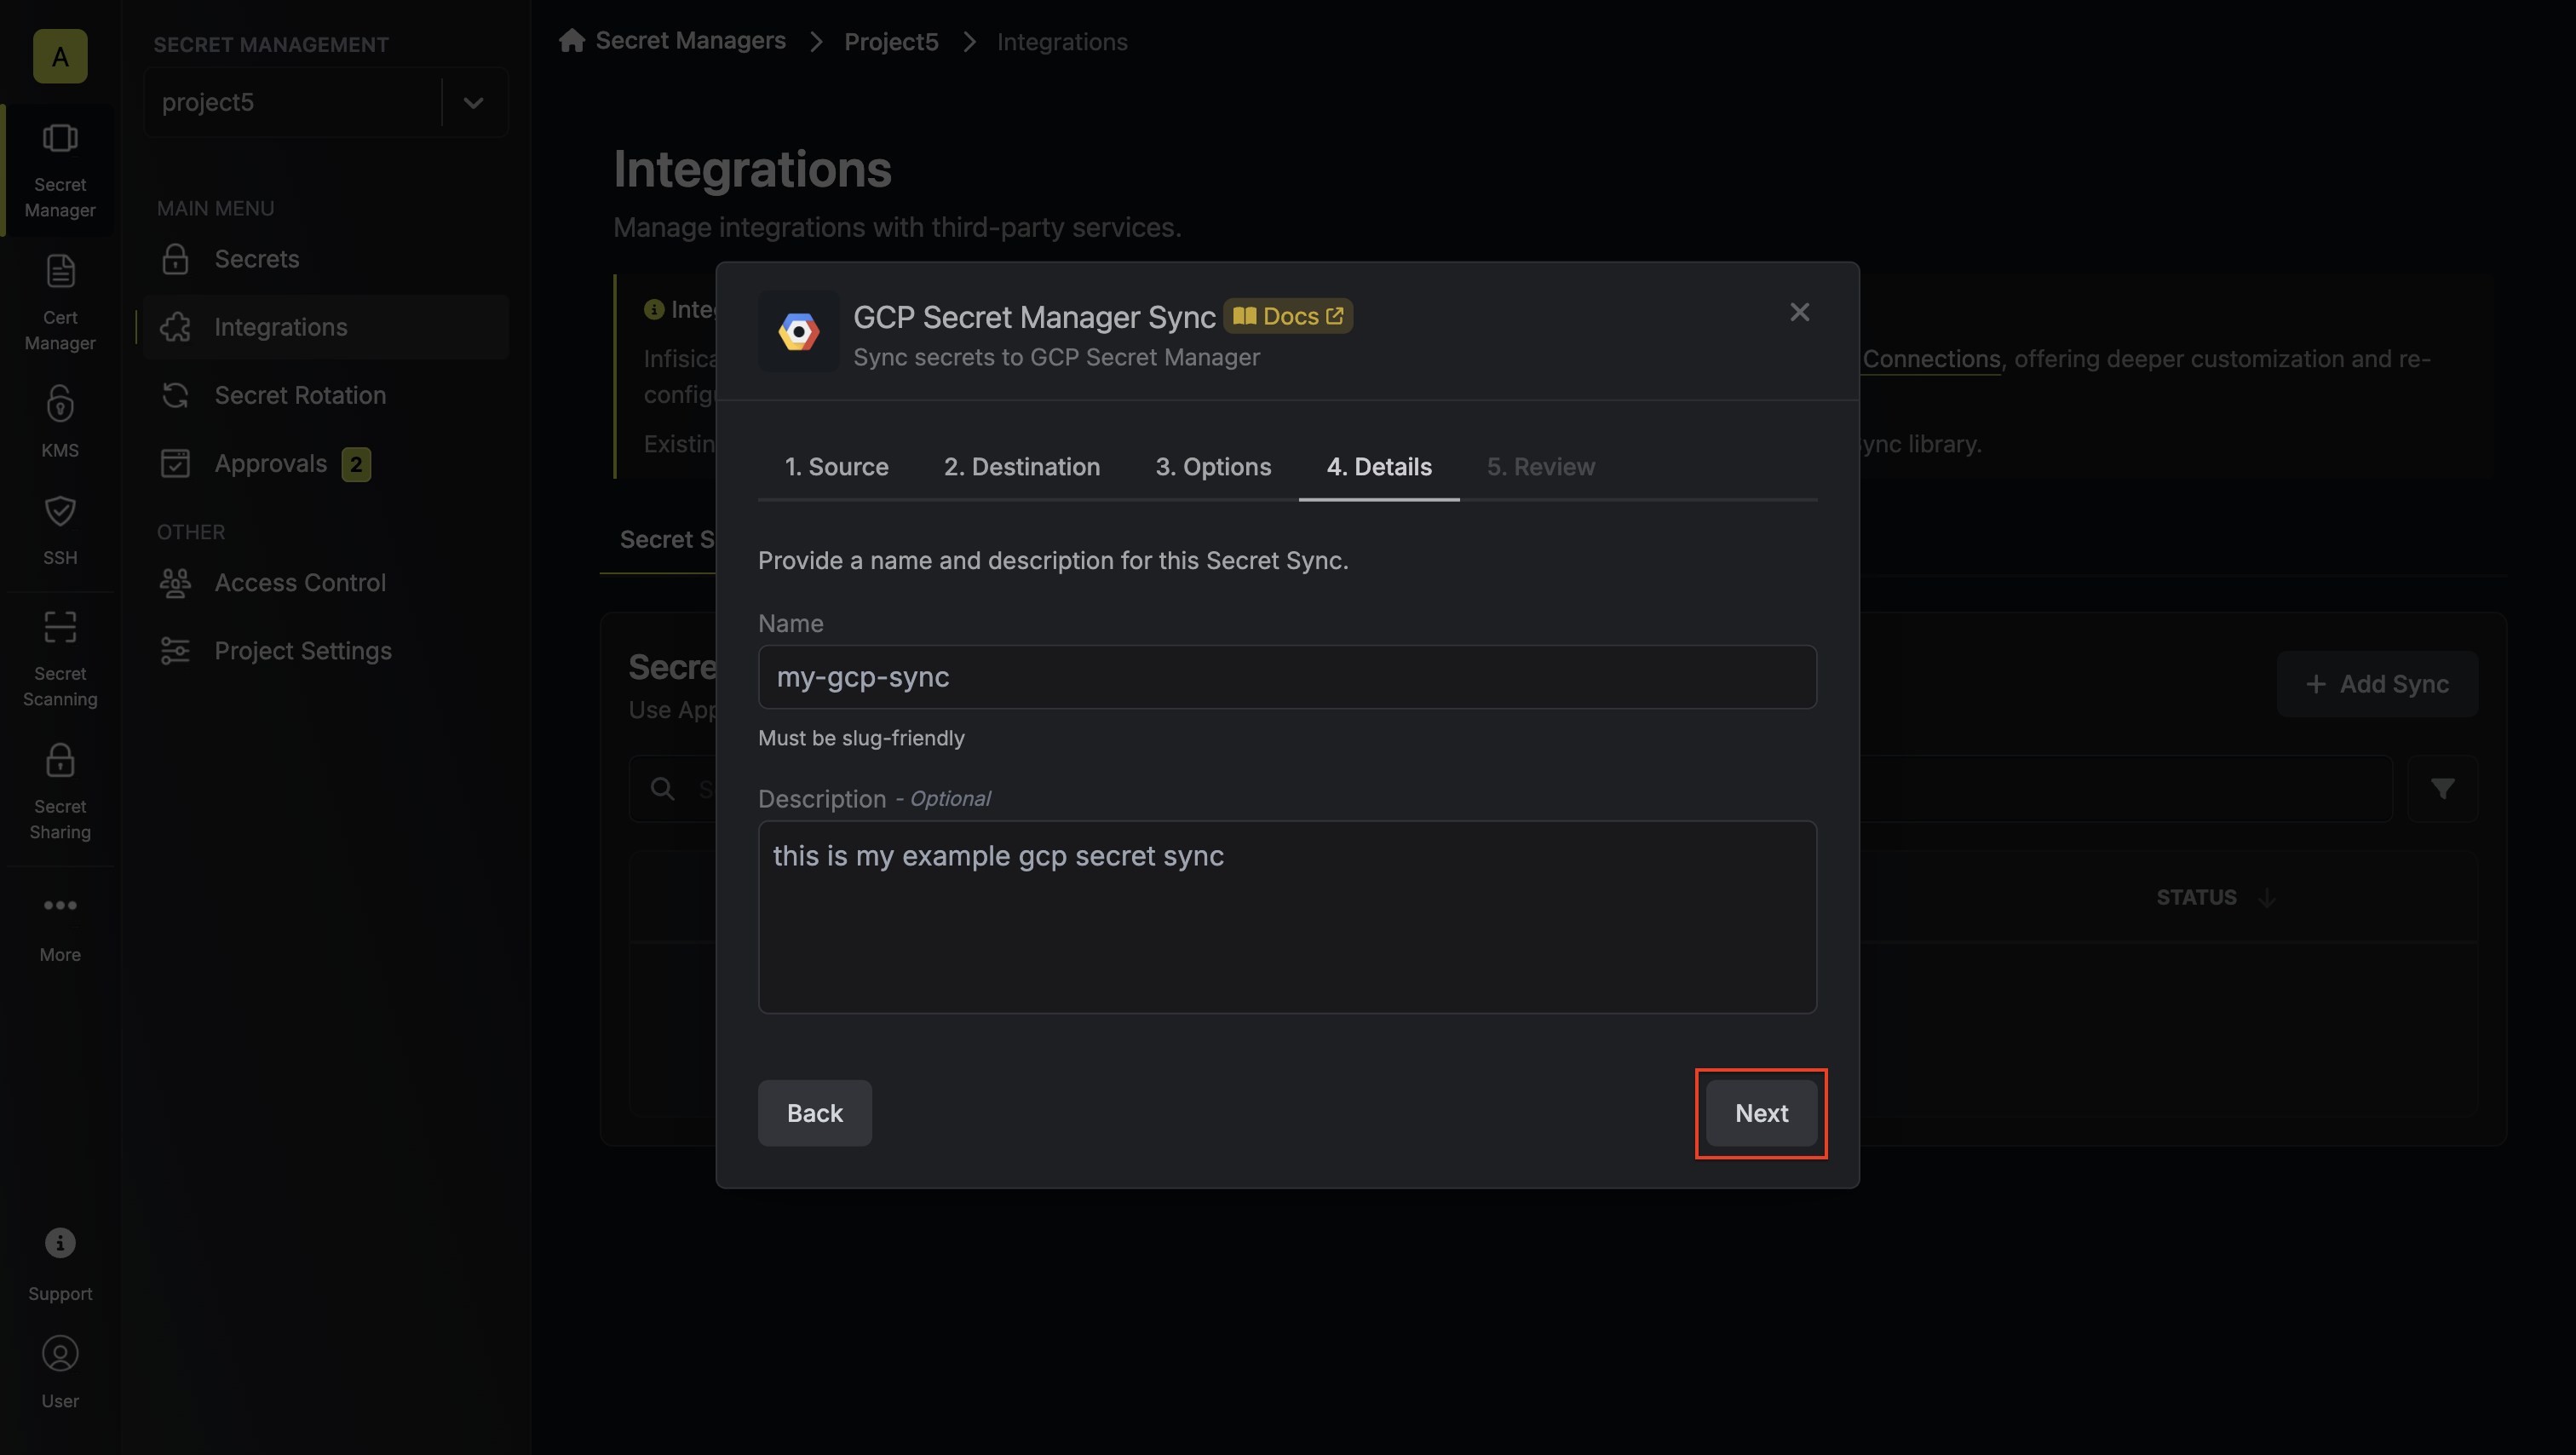 A
Secret
Manager
Cert
Manager
KMS
SSH
Secret
Scanning
Secret
Sharing
More
Support
User
SECRET MANAGEMENT
project5
MAIN MENU
Secrets
Integrations
Secret Rotation
Approvals 2
OTHER
Access Control
Project Settings
Secret Managers > Project5 > Integrations
Integrations
Manage integrations with third-party services.
Connections, offering deeper customization and re-
ync library.
Secret S
Use App
+ Add Sync
STATUS
GCP Secret Manager Sync Docs
Sync secrets to GCP Secret Manager
1. Source 2. Destination 3. Options 4. Details 5. Review
Provide a name and description for this Secret Sync.
Name
my-gcp-sync
Must be slug-friendly
Description - Optional
this is my example gcp secret sync
Back Next